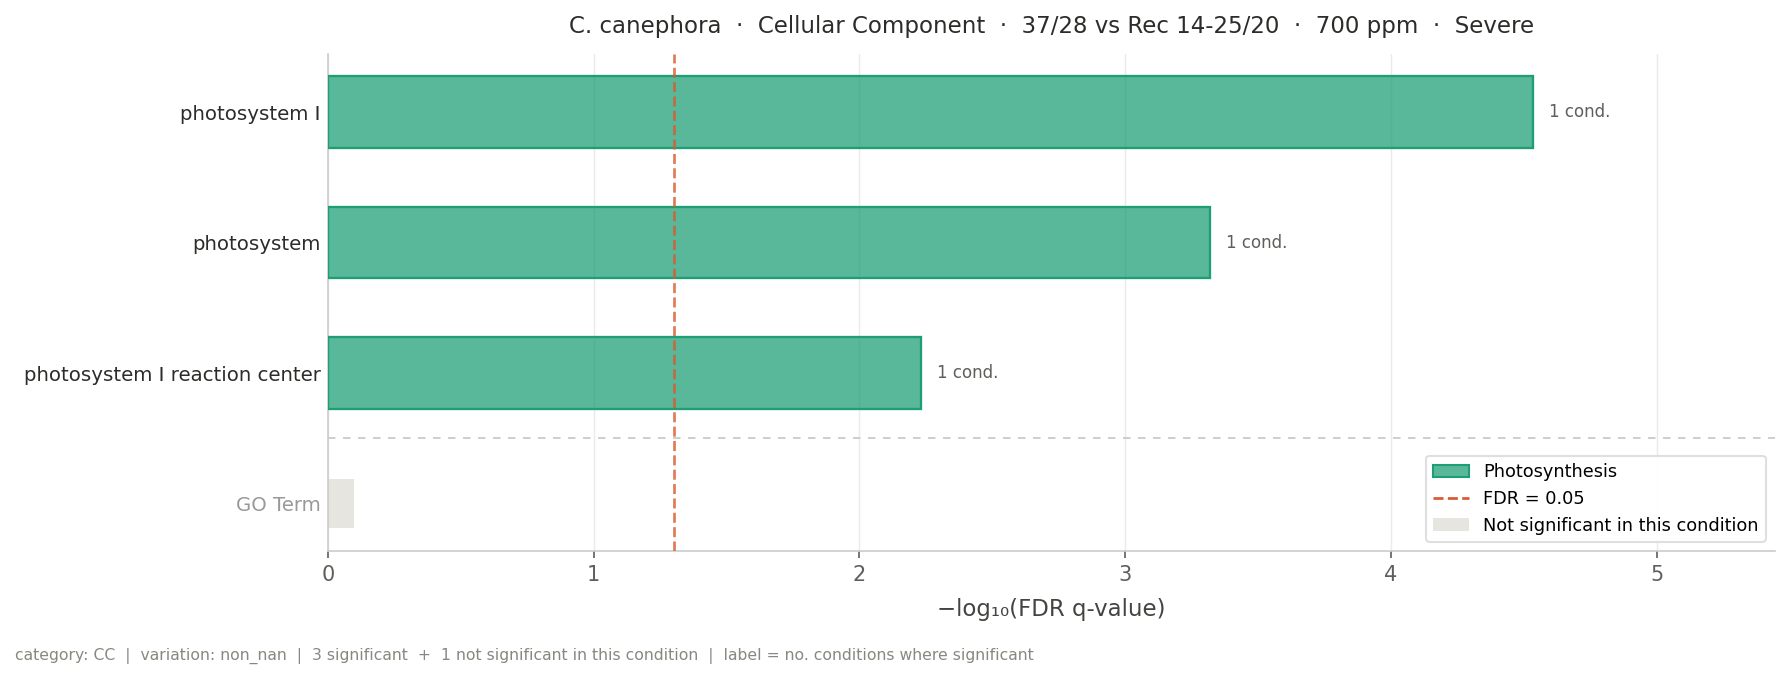 C. canephora · Cellular Component · 37/28 vs Rec 14-25/20 · 700 ppm · Severe
photosystem I
1 cond.
photosystem
1 cond.
photosystem I reaction center
1 cond.
GO Term
Photosynthesis
FDR = 0.05
Not significant in this condition
0 1 2 3 4 5
−log₁₀(FDR q-value)
category: CC | variation: non_nan | 3 significant + 1 not significant in this condition | label = no. conditions where significant